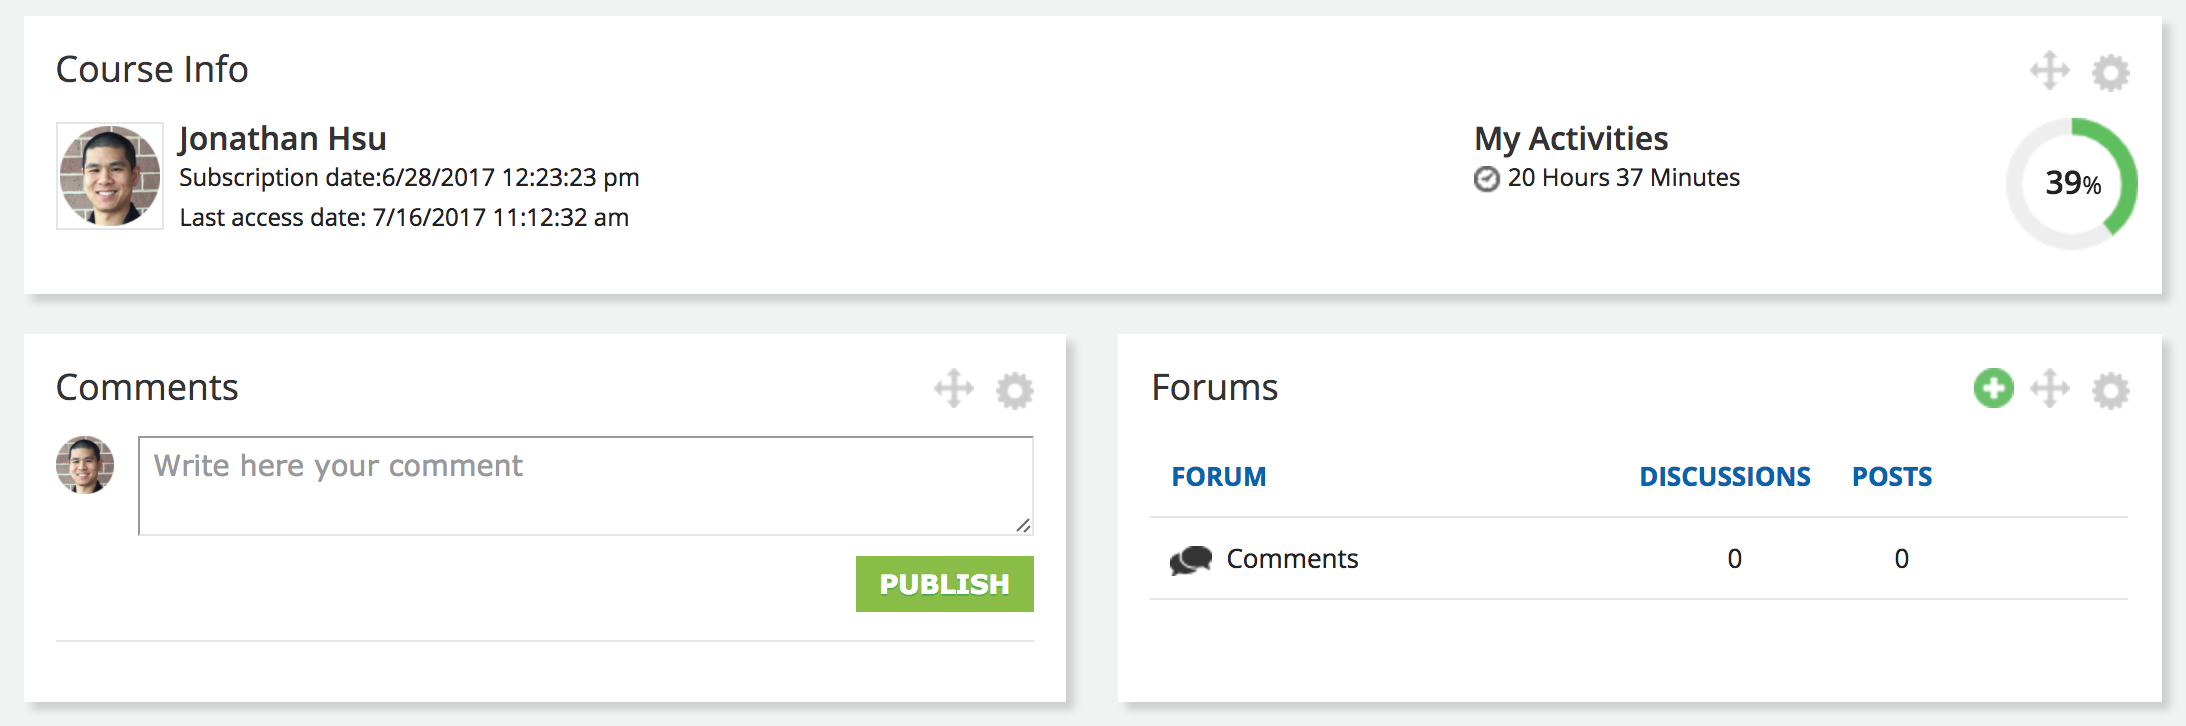 Course Info
Jonathan Hsu
Subscription date:6/28/2017 12:23:23 pm
Last access date: 7/16/2017 11:12:32 am
My Activities
20 Hours 37 Minutes
39%
Comments
Write here your comment
PUBLISH
Forums
FORUM DISCUSSIONS POSTS
Comments 0 0